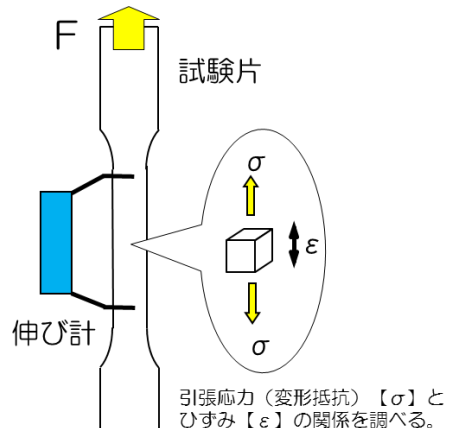 F
試験片
σ
ε
σ
伸び計
引張応力（変形抵抗）【σ】と
ひずみ【ε】の関係を調べる。